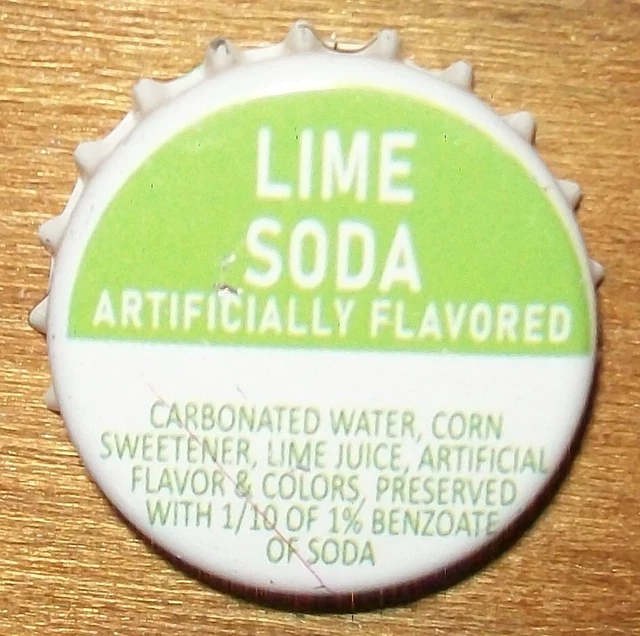 LIME
SODA
ARTIFICIALLY FLAVORED
CARBONATED WATER, CORN
SWEETENER, LIME JUICE, ARTIFICIAL
FLAVOR & COLORS, PRESERVED
WITH 1/10 OF 1% BENZOATE
OF SODA